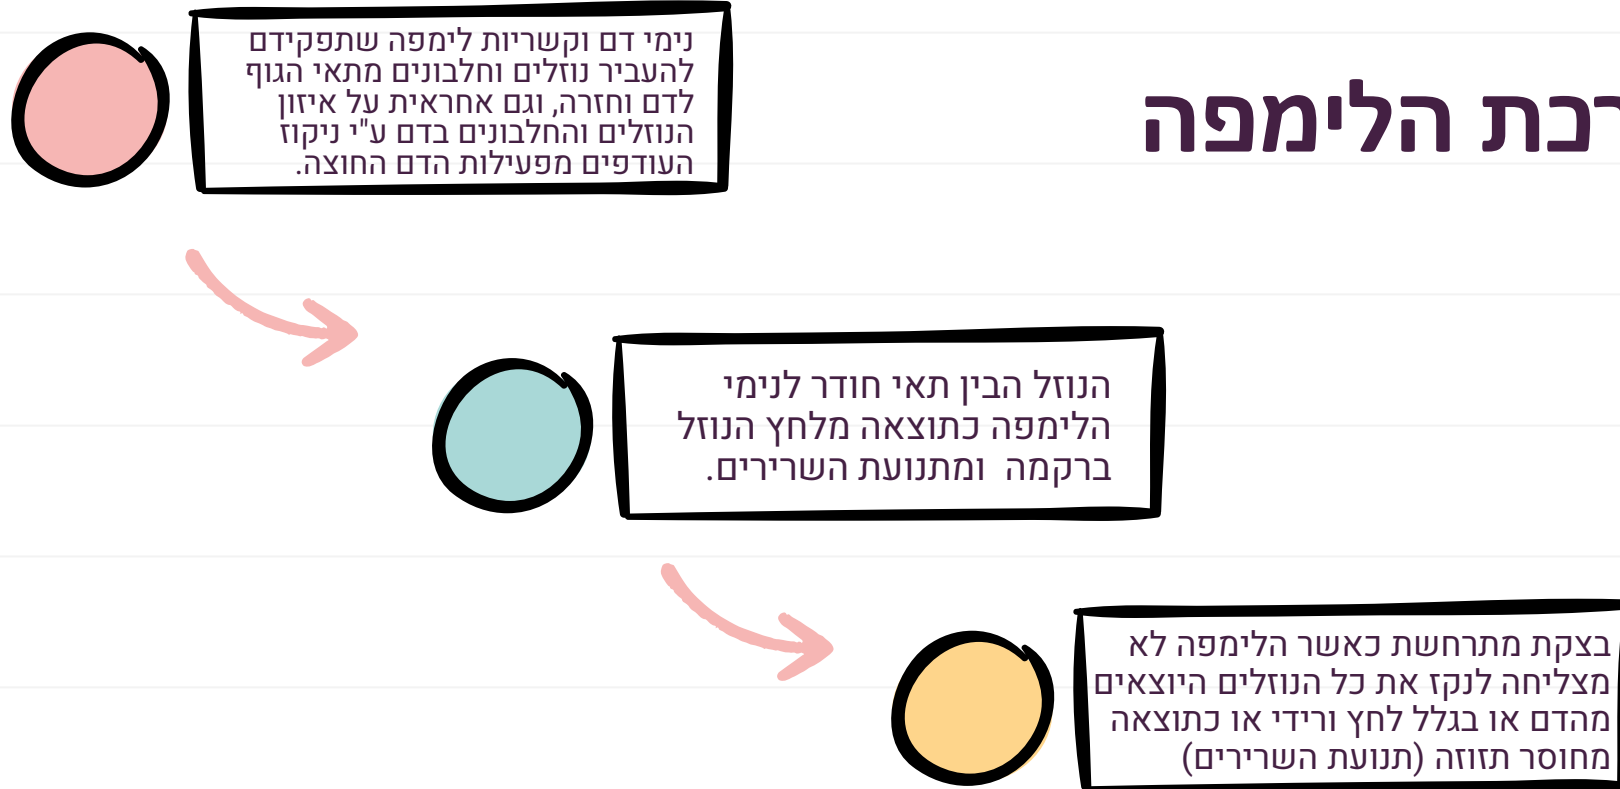 רכת הלימפה
נימי דם וקשריות לימפה שתפקידם
להעביר נוזלים וחלבונים מתאי הגוף
לדם וחזרה, וגם אחראית על איזון
הנוזלים והחלבונים בדם ע"י ניקוז
העודפים מפעילות הדם החוצה.
הנוזל הבין תאי חודר לנימי
הלימפה כתוצאה מלחץ הנוזל
ברקמה  ומתנועת השרירים.
בצקת מתרחשת כאשר הלימפה לא
מצליחה לנקז את כל הנוזלים היוצאים
מהדם או בגלל לחץ ורידי או כתוצאה
מחוסר תזוזה (תנועת השרירים)